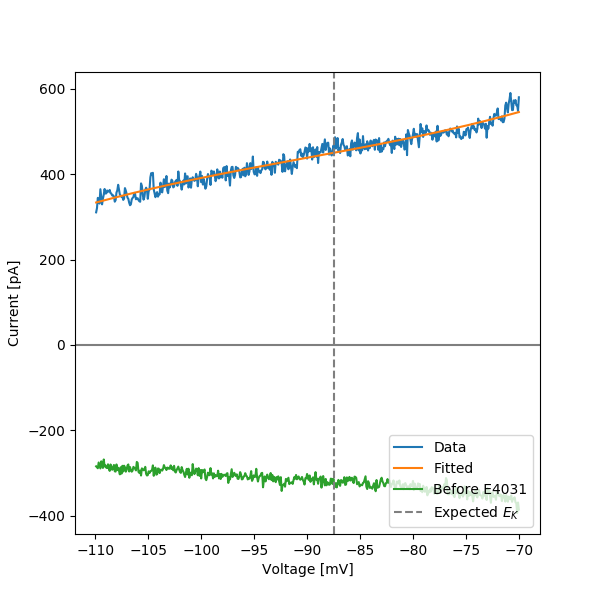 600
400
200
0
−200
−400
Current [pA]
Data
Fitted
Before E4031
Expected E_K
−110 −105 −100 −95 −90 −85 −80 −75 −70
Voltage [mV]